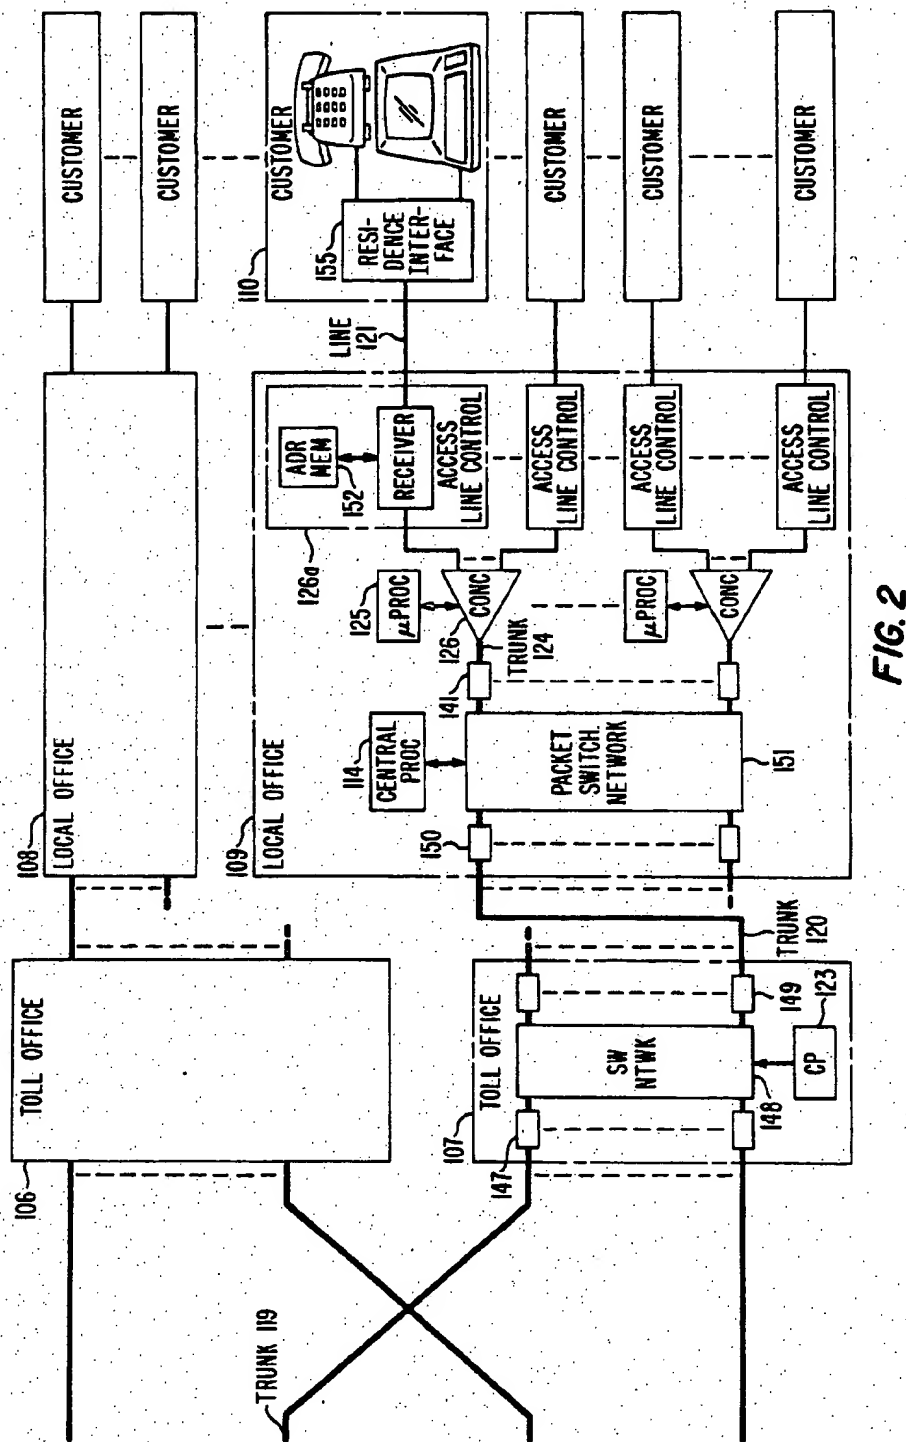 106
TOLL OFFICE
108
LOCAL OFFICE
CUSTOMER
CUSTOMER
TRUNK 119
107
TOLL OFFICE
147
SW
NTWK
148
CP
123
149
TRUNK
120
109
LOCAL OFFICE
150
114
CENTRAL
PROC
PACKET
SWITCH
NETWORK
151
141
TRUNK
124
125
µPROC
126
CONC
µPROC
CONC
126a
ADR
MEM
152
RECEIVER
ACCESS
LINE CONTROL
ACCESS
LINE CONTROL
ACCESS
LINE CONTROL
ACCESS
LINE CONTROL
LINE
121
110
CUSTOMER
155
RESI-
DENCE
INTER-
FACE
CUSTOMER
CUSTOMER
CUSTOMER
FIG. 2